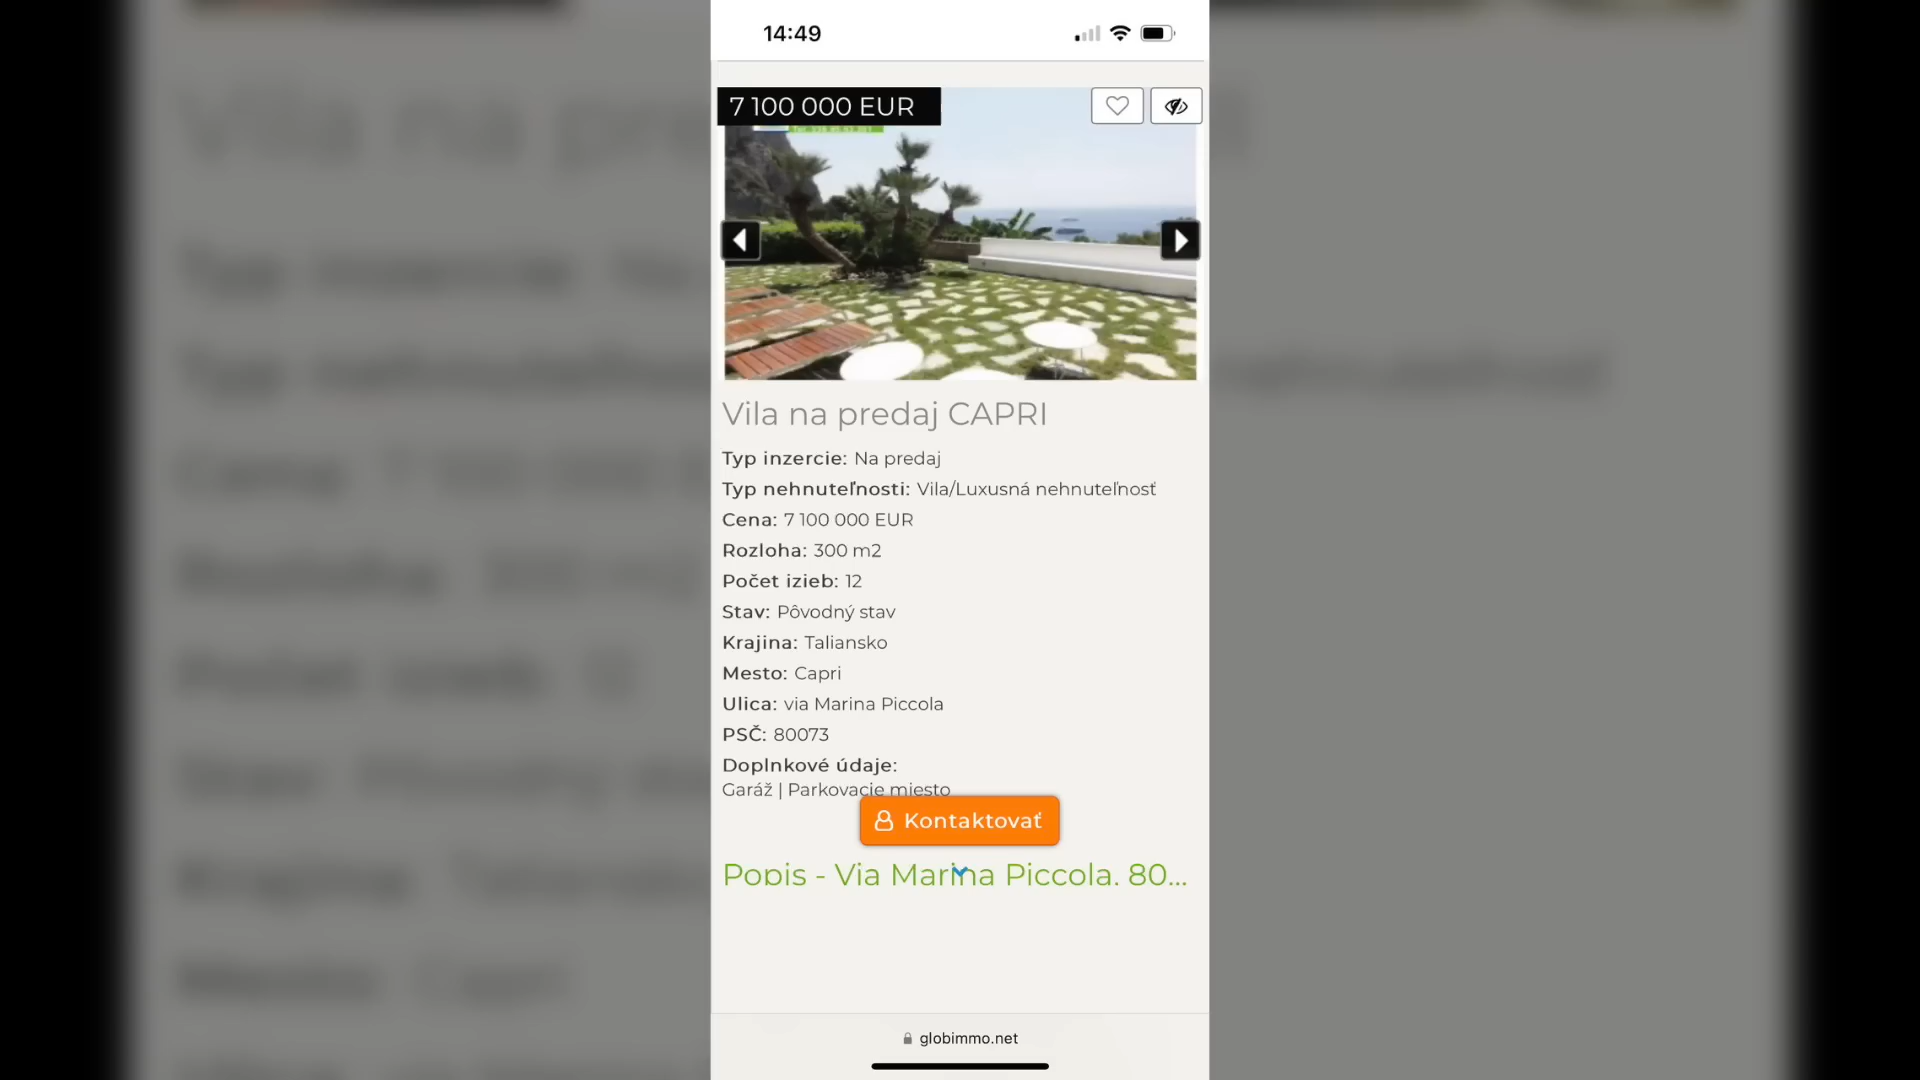 14:49
7 100 000 EUR
Vila na predaj CAPRI
Typ inzercie: Na predaj
Typ nehnuteľnosti: Vila/Luxusná nehnuteľnosť
Cena: 7 100 000 EUR
Rozloha: 300 m2
Počet izieb: 12
Stav: Pôvodný stav
Krajina: Taliansko
Mesto: Capri
Ulica: via Marina Piccola
PSČ: 80073
Doplnkové údaje:
Garáž | Parkovacie miesto
Kontaktovať
Popis - Via Marina Piccola, 80...
globimmo.net